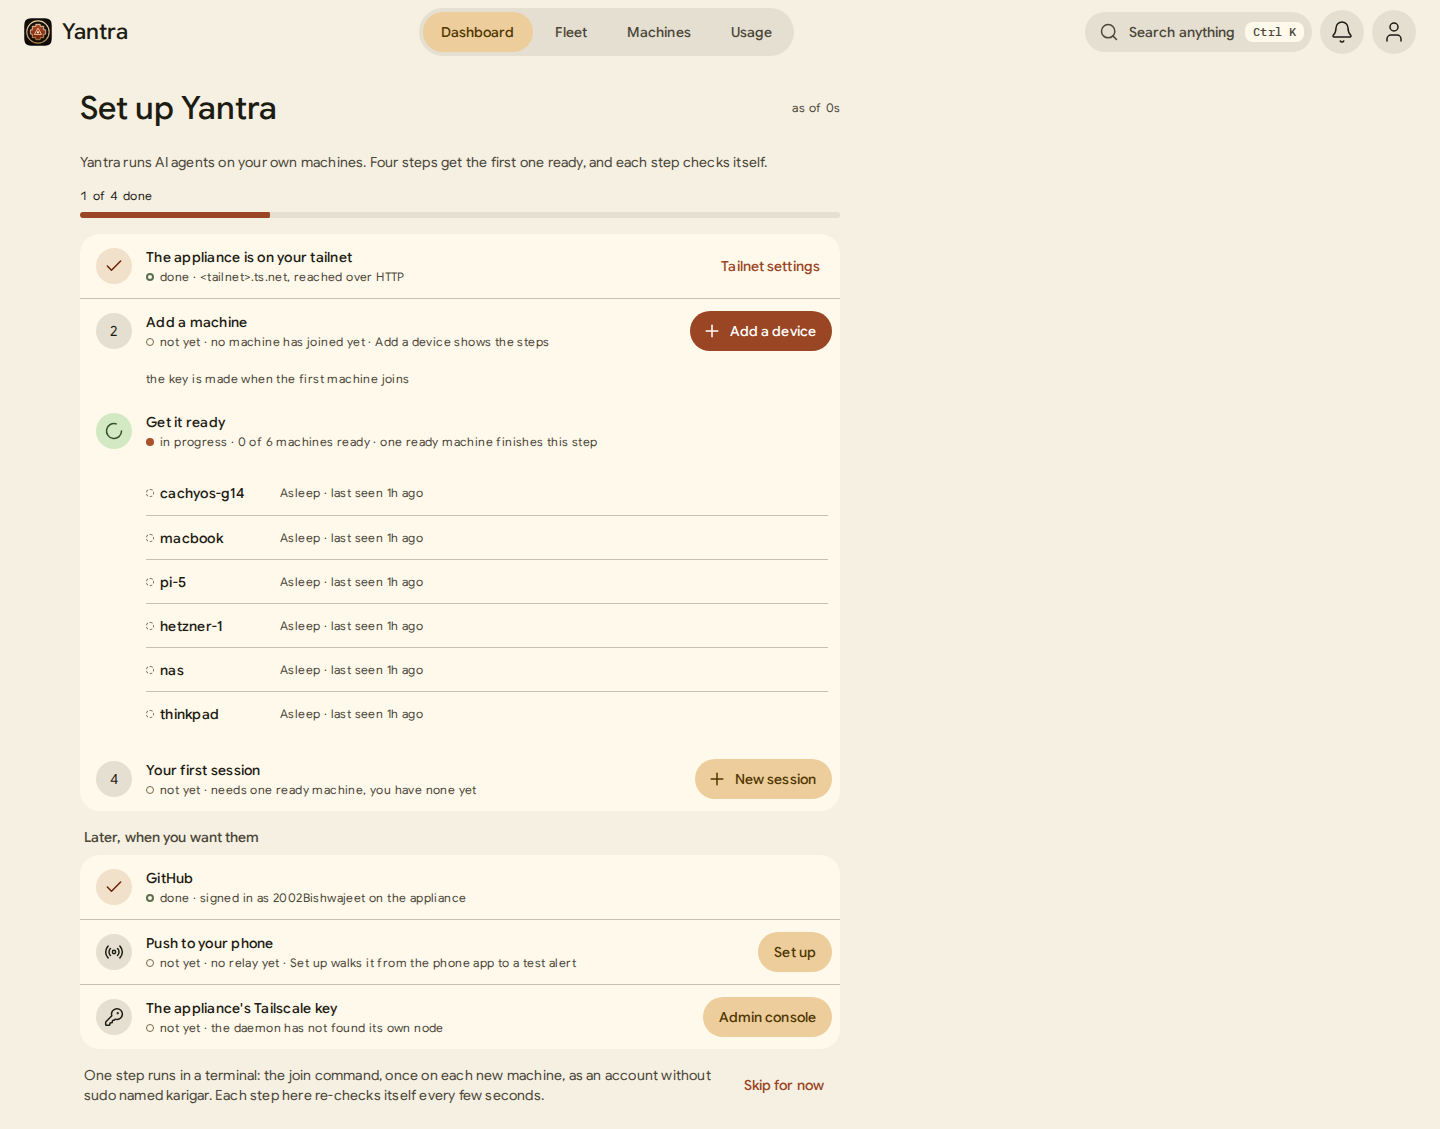 Yantra
Dashboard
Fleet
Machines
Usage
Search anything
Ctrl K
Set up Yantra
as of 0s
Yantra runs AI agents on your own machines. Four steps get the first one ready, and each step checks itself.
1 of 4 done
The appliance is on your tailnet
done · <tailnet>.ts.net, reached over HTTP
Tailnet settings
2
Add a machine
not yet · no machine has joined yet · Add a device shows the steps
Add a device
the key is made when the first machine joins
Get it ready
in progress · 0 of 6 machines ready · one ready machine finishes this step
cachyos-g14
Asleep · last seen 1h ago
macbook
Asleep · last seen 1h ago
pi-5
Asleep · last seen 1h ago
hetzner-1
Asleep · last seen 1h ago
nas
Asleep · last seen 1h ago
thinkpad
Asleep · last seen 1h ago
4
Your first session
not yet · needs one ready machine, you have none yet
New session
Later, when you want them
GitHub
done · signed in as 2002Bishwajeet on the appliance
Push to your phone
not yet · no relay yet · Set up walks it from the phone app to a test alert
Set up
The appliance's Tailscale key
not yet · the daemon has not found its own node
Admin console
One step runs in a terminal: the join command, once on each new machine, as an account without
sudo named karigar. Each step here re-checks itself every few seconds.
Skip for now